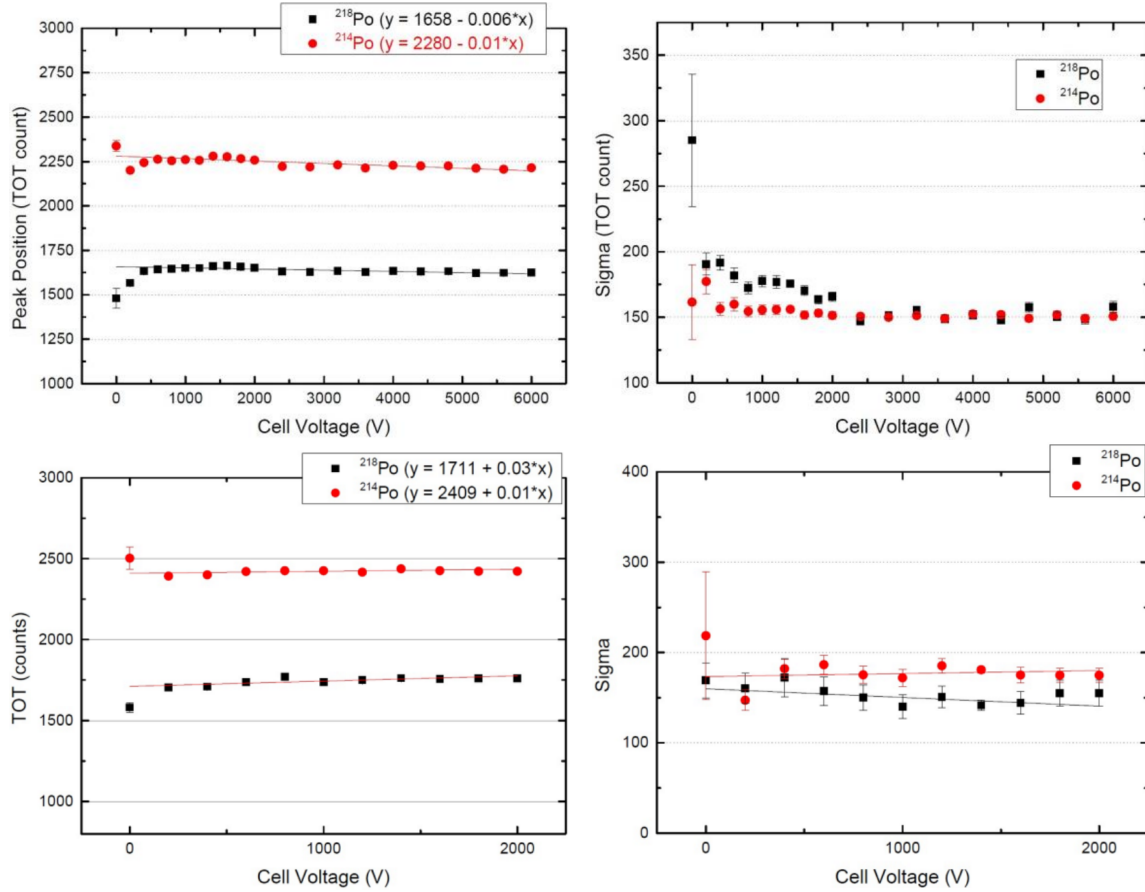 ²¹⁸Po (y = 1658 - 0.006*x)
²¹⁴Po (y = 2280 - 0.01*x)
3000
2750
2500
2250
2000
1750
1500
1250
1000
Peak Position (TOT count)
0 1000 2000 3000 4000 5000 6000
Cell Voltage (V)
²¹⁸Po
²¹⁴Po
350
300
250
200
150
100
Sigma (TOT count)
0 1000 2000 3000 4000 5000 6000
Cell Voltage (V)
²¹⁸Po (y = 1711 + 0.03*x)
²¹⁴Po (y = 2409 + 0.01*x)
3000
2500
2000
1500
1000
TOT (counts)
0 1000 2000
Cell Voltage (V)
²¹⁸Po
²¹⁴Po
400
300
200
100
0
Sigma
0 1000 2000
Cell Voltage (V)